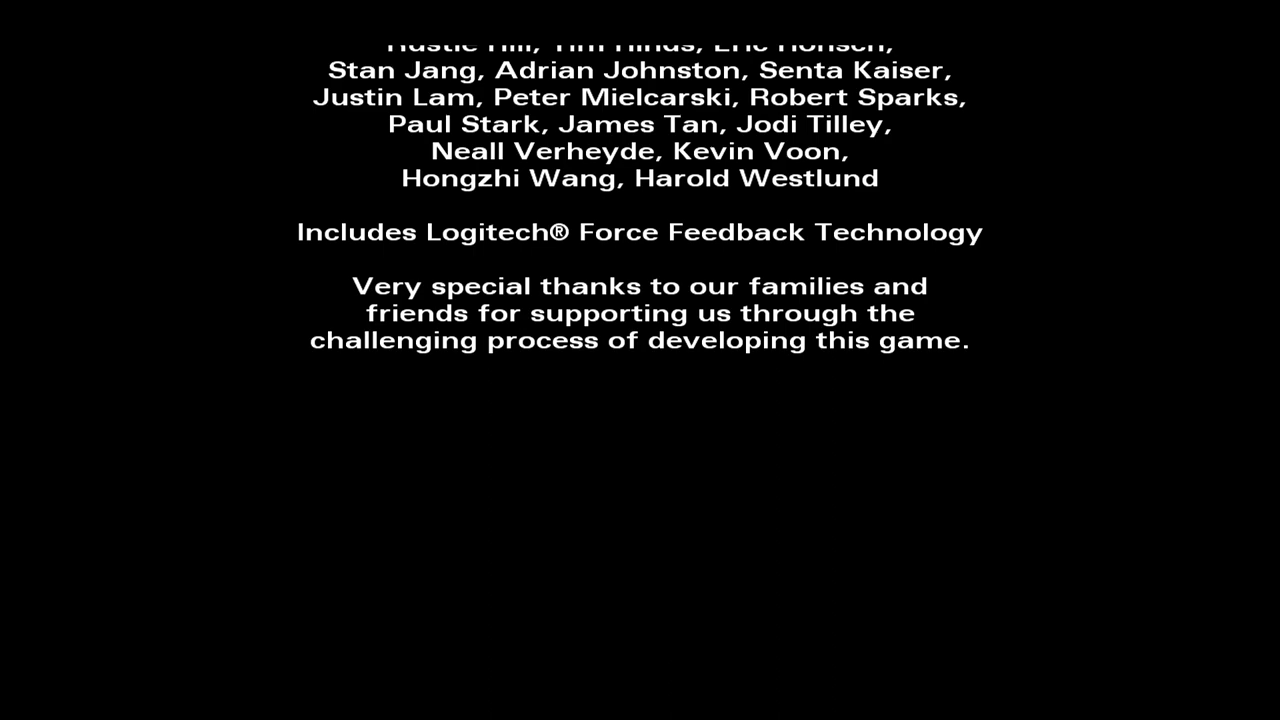 Stan Jang, Adrian Johnston, Senta Kaiser,
Justin Lam, Peter Mielcarski, Robert Sparks,
Paul Stark, James Tan, Jodi Tilley,
Neall Verheyde, Kevin Voon,
Hongzhi Wang, Harold Westlund
Includes Logitech® Force Feedback Technology
Very special thanks to our families and
friends for supporting us through the
challenging process of developing this game.